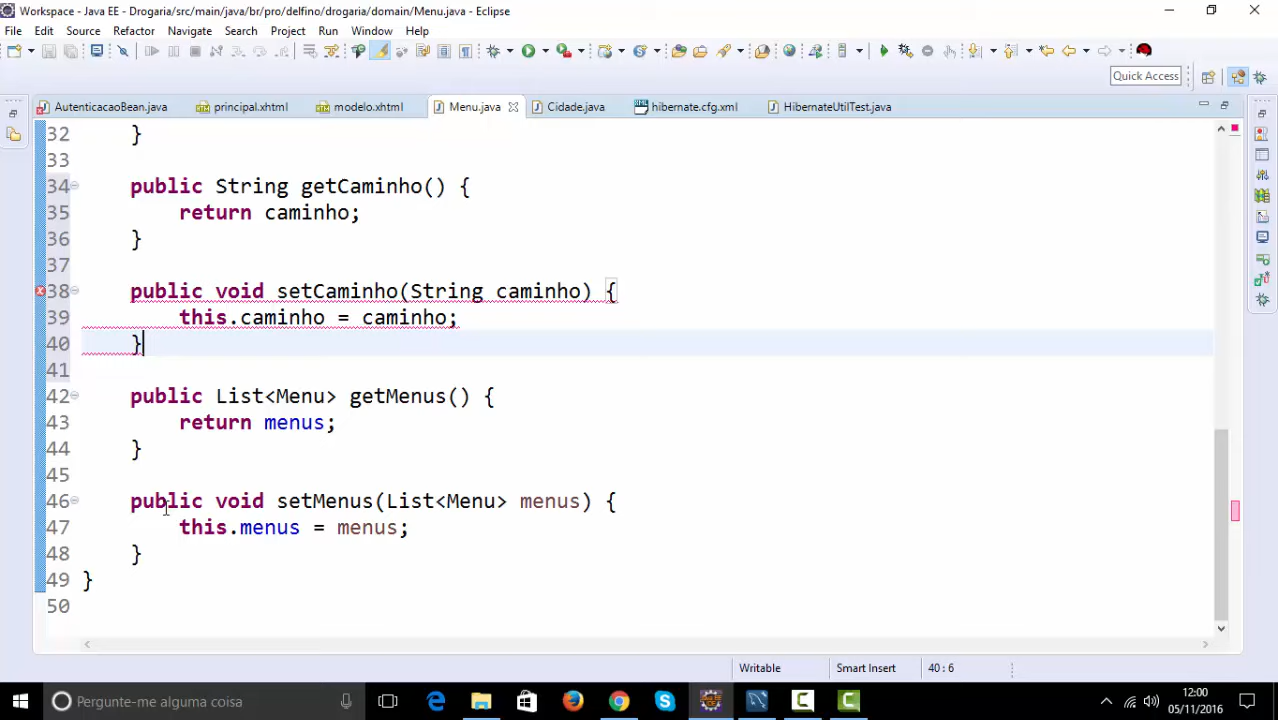 Workspace - Java EE - Drogaria/src/main/java/br/pro/delfino/drogaria/domain/Menu.java - Eclipse
File Edit Source Refactor Navigate Search Project Run Window Help
Quick Access
AutenticacaoBean.java principal.xhtml modelo.xhtml Menu.java Cidade.java hibernate.cfg.xml HibernateUtilTest.java
32 }
33
34 public String getCaminho() {
35 return caminho;
36 }
37
38 public void setCaminho(String caminho) {
39 this.caminho = caminho;
40 }
41
42 public List<Menu> getMenus() {
43 return menus;
44 }
45
46 public void setMenus(List<Menu> menus) {
47 this.menus = menus;
48 }
49 }
50
Writable Smart Insert 40 : 6
Pergunte-me alguma coisa
12:00
05/11/2016